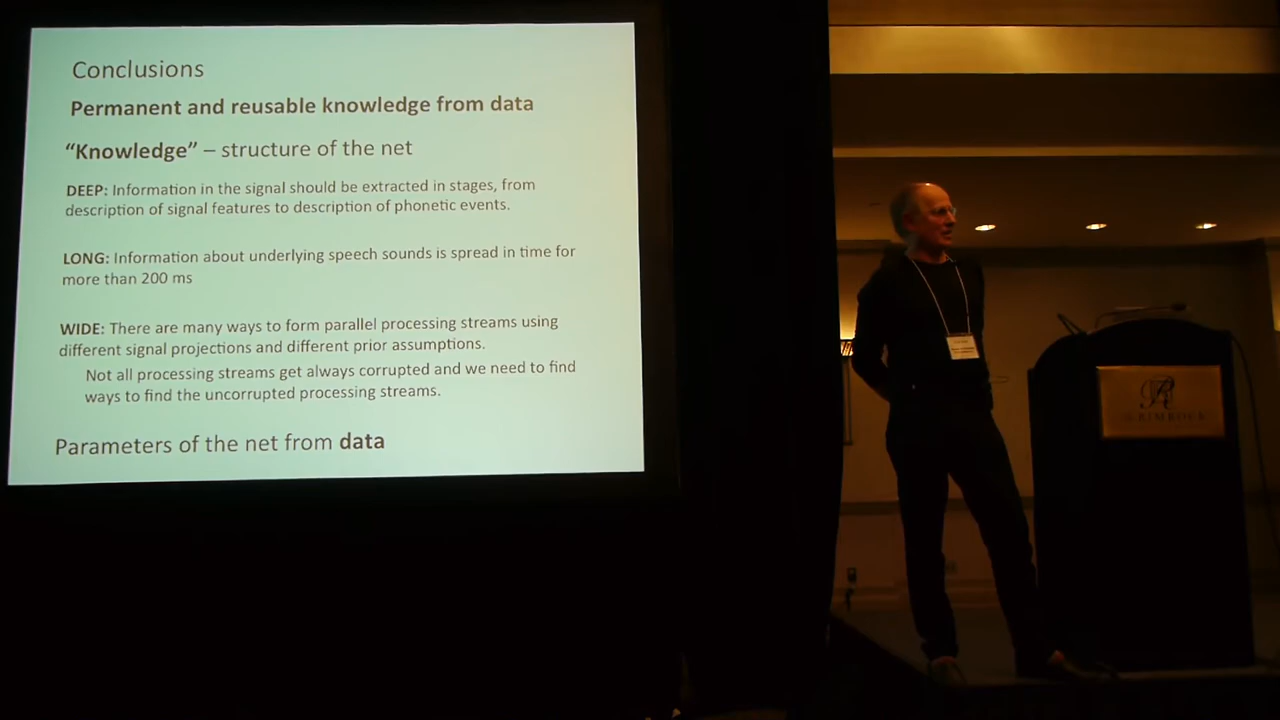 Conclusions
Permanent and reusable knowledge from data
“Knowledge” – structure of the net
DEEP: Information in the signal should be extracted in stages, from
description of signal features to description of phonetic events.
LONG: Information about underlying speech sounds is spread in time for
more than 200 ms
WIDE: There are many ways to form parallel processing streams using
different signal projections and different prior assumptions.
Not all processing streams get always corrupted and we need to find
ways to find the uncorrupted processing streams.
Parameters of the net from data
RIMROCK